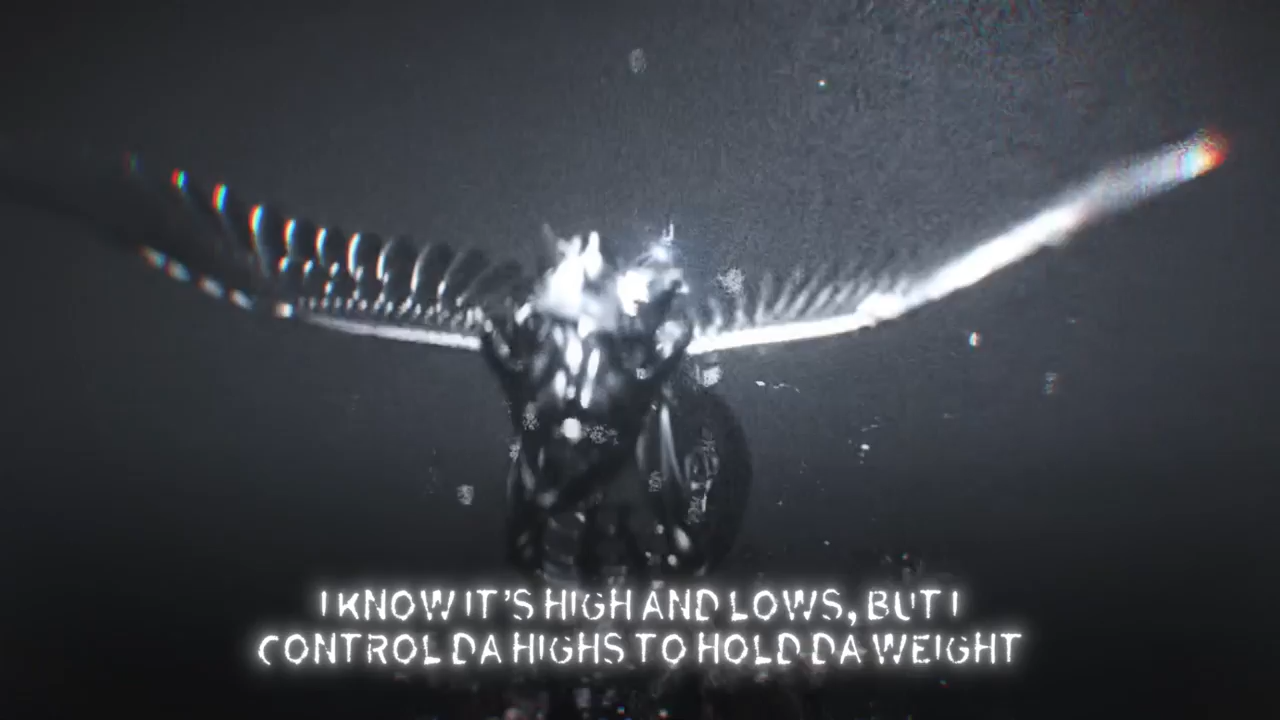 I KNOW IT'S HIGH AND LOWS, BUT I
CONTROL DA HIGHS TO HOLD DA WEIGHT